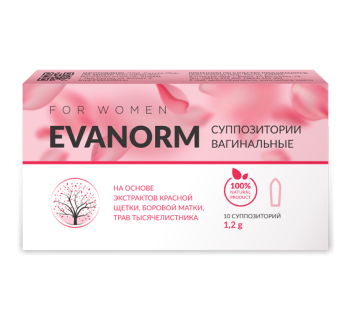 FOR WOMEN
EVANORM
СУППОЗИТОРИИ
ВАГИНАЛЬНЫЕ
НА ОСНОВЕ
ЭКСТРАКТОВ КРАСНОЙ
ЩЕТКИ, БОРОВОЙ МАТКИ,
ТРАВ ТЫСЯЧЕЛИСТНИКА
100%
NATURAL
PRODUCT
10 СУППОЗИТОРИЙ
1,2 g